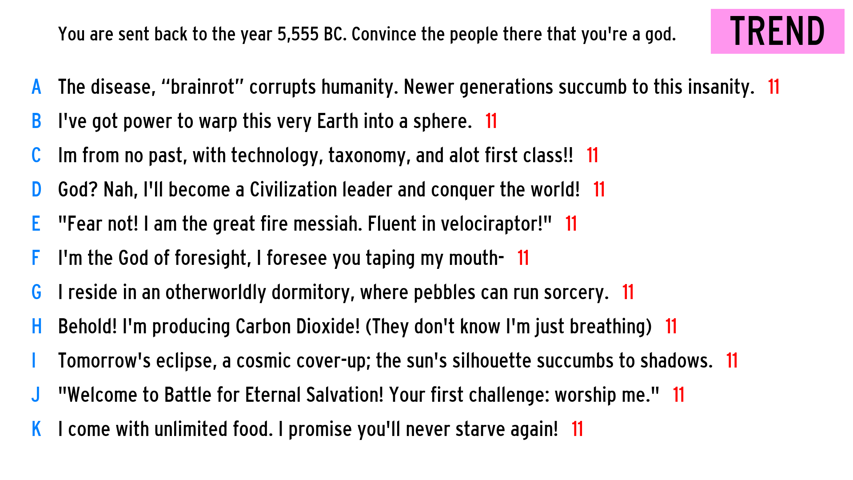 You are sent back to the year 5,555 BC. Convince the people there that you're a god.
TREND
A The disease, “brainrot” corrupts humanity. Newer generations succumb to this insanity. 11
B I've got power to warp this very Earth into a sphere. 11
C Im from no past, with technology, taxonomy, and alot first class!! 11
D God? Nah, I'll become a Civilization leader and conquer the world! 11
E "Fear not! I am the great fire messiah. Fluent in velociraptor!" 11
F I'm the God of foresight, I foresee you taping my mouth- 11
G I reside in an otherworldly dormitory, where pebbles can run sorcery. 11
H Behold! I'm producing Carbon Dioxide! (They don't know I'm just breathing) 11
I Tomorrow's eclipse, a cosmic cover-up; the sun's silhouette succumbs to shadows. 11
J "Welcome to Battle for Eternal Salvation! Your first challenge: worship me." 11
K I come with unlimited food. I promise you'll never starve again! 11